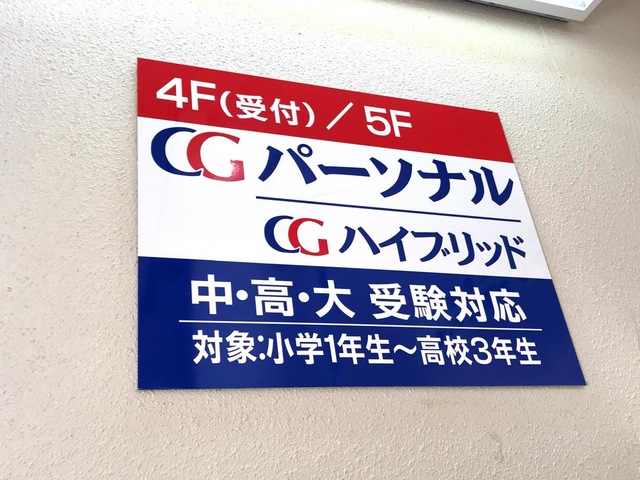 4F(受付)／5F
CG パーソナル
CG ハイブリッド
中・高・大 受験対応
対象:小学1年生～高校3年生